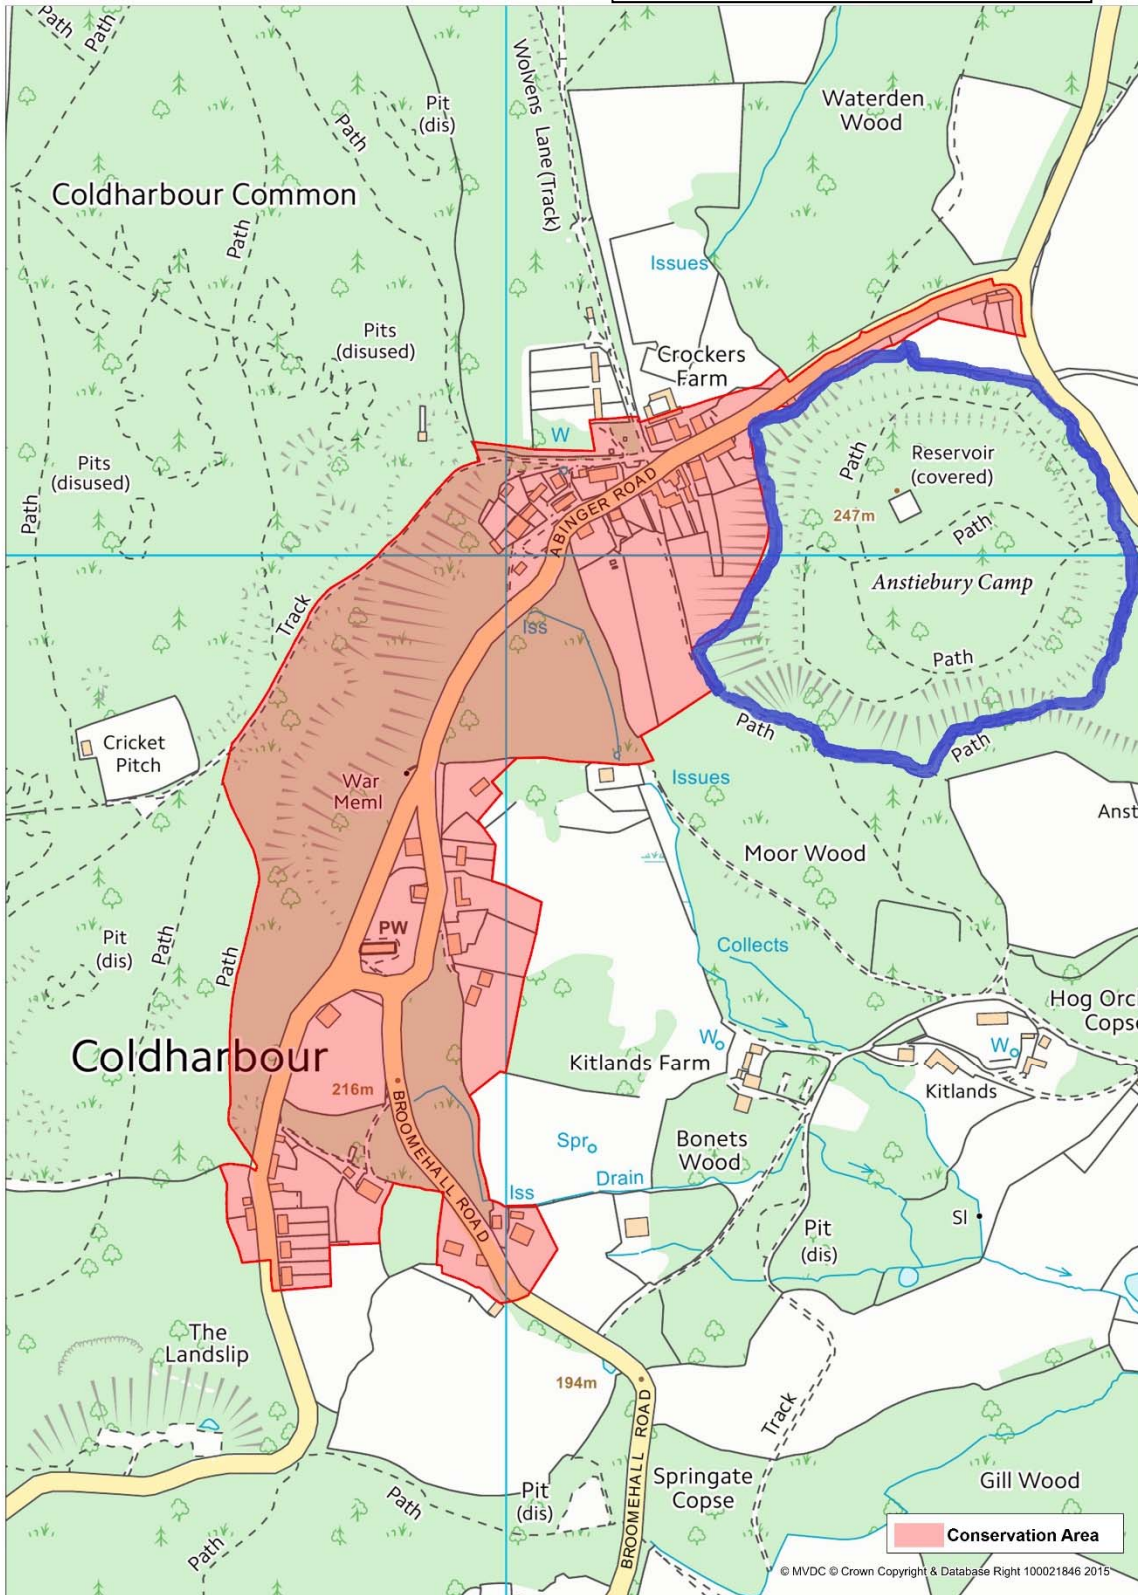 Path
Path
Wolvens Lane (Track)
Pit
(dis)
Path
Waterden
Wood
Coldharbour Common
Path
Path
Issues
Pits
(disused)
Crockers
Farm
W
Path
Reservoir
(covered)
Pits
(disused)
Path
ABINGER ROAD
247m
Path
Anstiebury Camp
Track
Iss
Path
Path
Path
Cricket
Pitch
War
Meml
Issues
Anst
Moor Wood
PW
Pit
(dis)
Path
Path
Collects
Hog Orc
Copse
Coldharbour
W
W
Kitlands Farm
Kitlands
216m
BROOMEHALL ROAD
Spr
Bonets
Wood
Drain
Iss
Sl
Pit
(dis)
The
Landslip
194m
BROOMEHALL ROAD
Track
Springate
Copse
Gill Wood
Pit
(dis)
Path
Path
Conservation Area
© MVDC © Crown Copyright & Database Right 100021846 2015